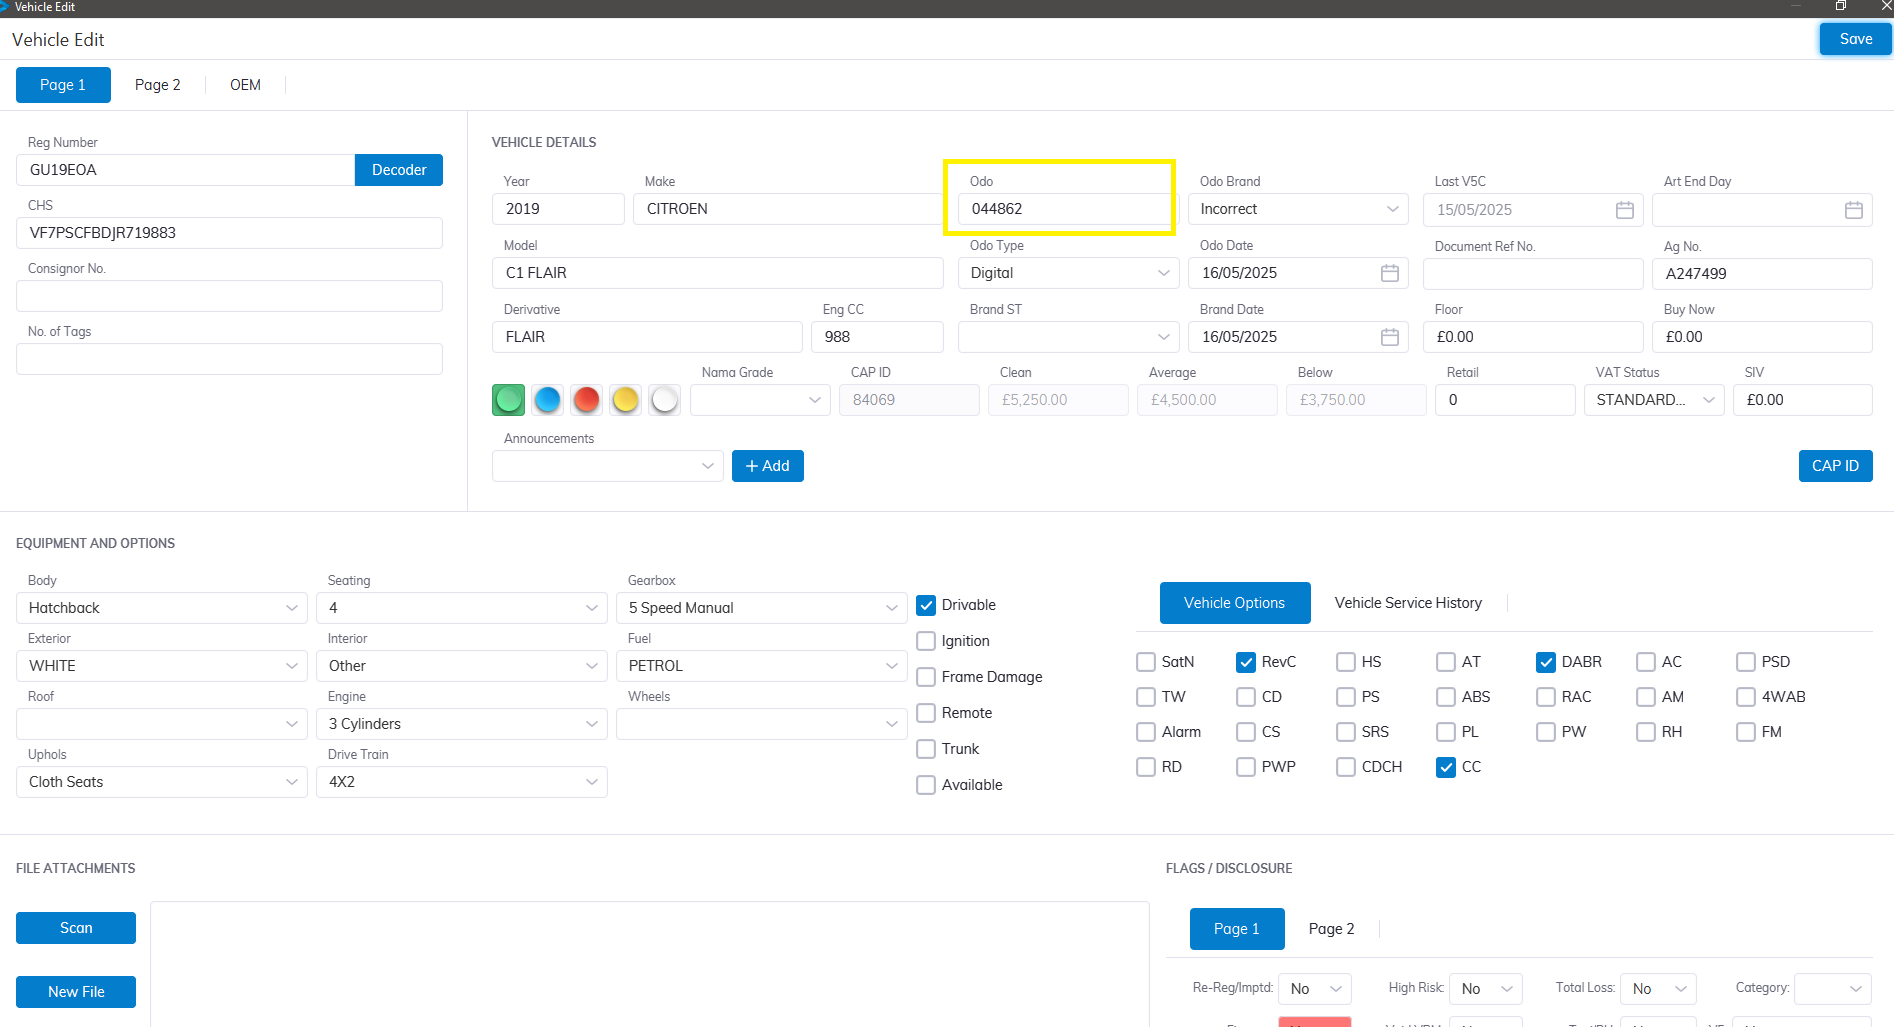 Vehicle Edit
Vehicle Edit
Save
Page 1
Page 2
OEM
Reg Number
GU19EOA
Decoder
CHS
VF7PSCFBDJR719883
Consignor No.
No. of Tags
VEHICLE DETAILS
Year
Make
Odo
Odo Brand
Last V5C
Art End Day
2019
CITROEN
044862
Incorrect
15/05/2025
Model
Odo Type
Odo Date
Document Ref No.
Ag No.
C1 FLAIR
Digital
16/05/2025
A247499
Derivative
Eng CC
Brand ST
Brand Date
Floor
Buy Now
FLAIR
988
16/05/2025
£0.00
£0.00
Nama Grade
CAP ID
Clean
Average
Below
Retail
VAT Status
SIV
84069
£5,250.00
£4,500.00
£3,750.00
0
STANDARD...
£0.00
Announcements
+ Add
CAP ID
EQUIPMENT AND OPTIONS
Body
Seating
Gearbox
Hatchback
4
5 Speed Manual
Exterior
Interior
Fuel
WHITE
Other
PETROL
Roof
Engine
Wheels
3 Cylinders
Uphols
Drive Train
Cloth Seats
4X2
Drivable
Ignition
Frame Damage
Remote
Trunk
Available
Vehicle Options
Vehicle Service History
SatN
RevC
HS
AT
DABR
AC
PSD
TW
CD
PS
ABS
RAC
AM
4WAB
Alarm
CS
SRS
PL
PW
RH
FM
RD
PWP
CDCH
CC
FILE ATTACHMENTS
Scan
New File
FLAGS / DISCLOSURE
Page 1
Page 2
Re-Reg/Imptd:
No
High Risk:
No
Total Loss:
No
Category: